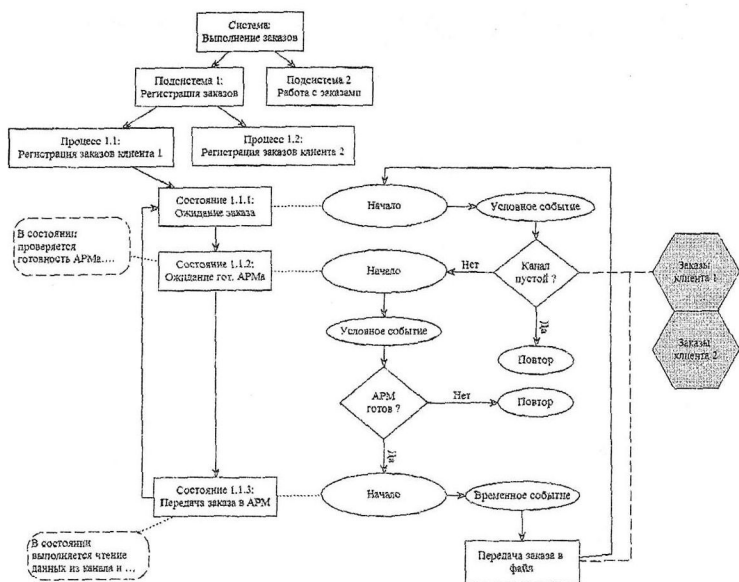 Система:
Выполнение заказов
Подсистема 1:
Регистрация заказов
Подсистема 2
Работа с заказами
Процесс 1.1:
Регистрация заказов клиента 1
Процесс 1.2:
Регистрация заказов клиента 2
Состояние 1.1.1:
Ожидание заказа
Начало
Условное событие
В состоянии
проверяется
готовность АРМа....
Состояние 1.1.2:
Ожидание гот. АРМа
Начало
Нет
Канал
пустой ?
Заказы
клиента 1
Да
Условное событие
Повтор
Заказы
клиента 2
АРМ
готов ?
Нет
Повтор
Да
Состояние 1.1.3:
Передача заказа в АРМ
Начало
Временное событие
В состоянии
выполняется чтение
данных из канала и ...
Передача заказа в
файл